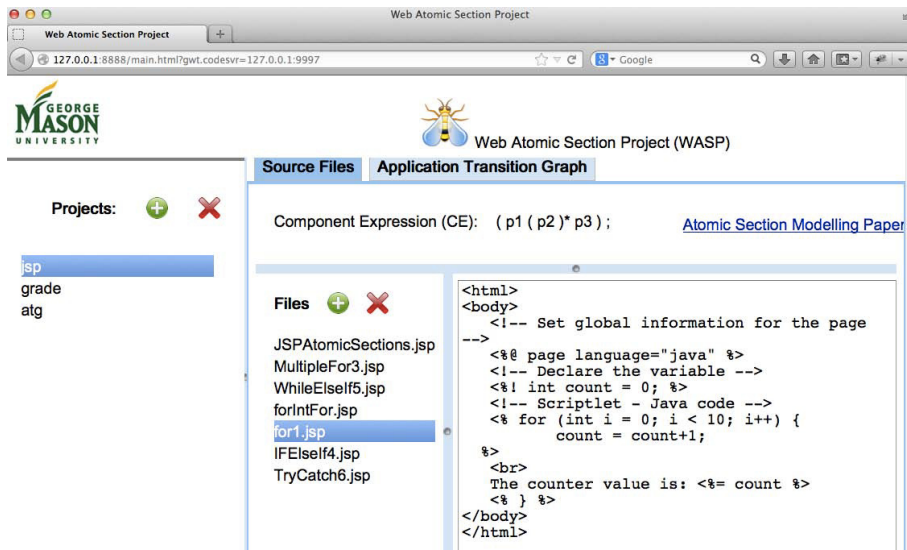 Web Atomic Section Project
Web Atomic Section Project
127.0.0.1:8888/main.html?gwt.codesvr=127.0.0.1:9997
Google
GEORGE
MASON
UNIVERSITY
Web Atomic Section Project (WASP)
Source Files Application Transition Graph
Projects:
jsp
grade
atg
Component Expression (CE): ( p1 ( p2 )* p3 ) ;
Atomic Section Modelling Paper
Files
JSPAtomicSections.jsp
MultipleFor3.jsp
WhileElseIf5.jsp
forIntFor.jsp
for1.jsp
IFElseIf4.jsp
TryCatch6.jsp
<html>
<body>
<!-- Set global information for the page
-->
<%@ page language="java" %>
<!-- Declare the variable -->
<%! int count = 0; %>
<!-- Scriptlet - Java code -->
<% for (int i = 0; i < 10; i++) {
count = count+1;
%>
<br>
The counter value is: <%= count %>
<% } %>
</body>
</html>